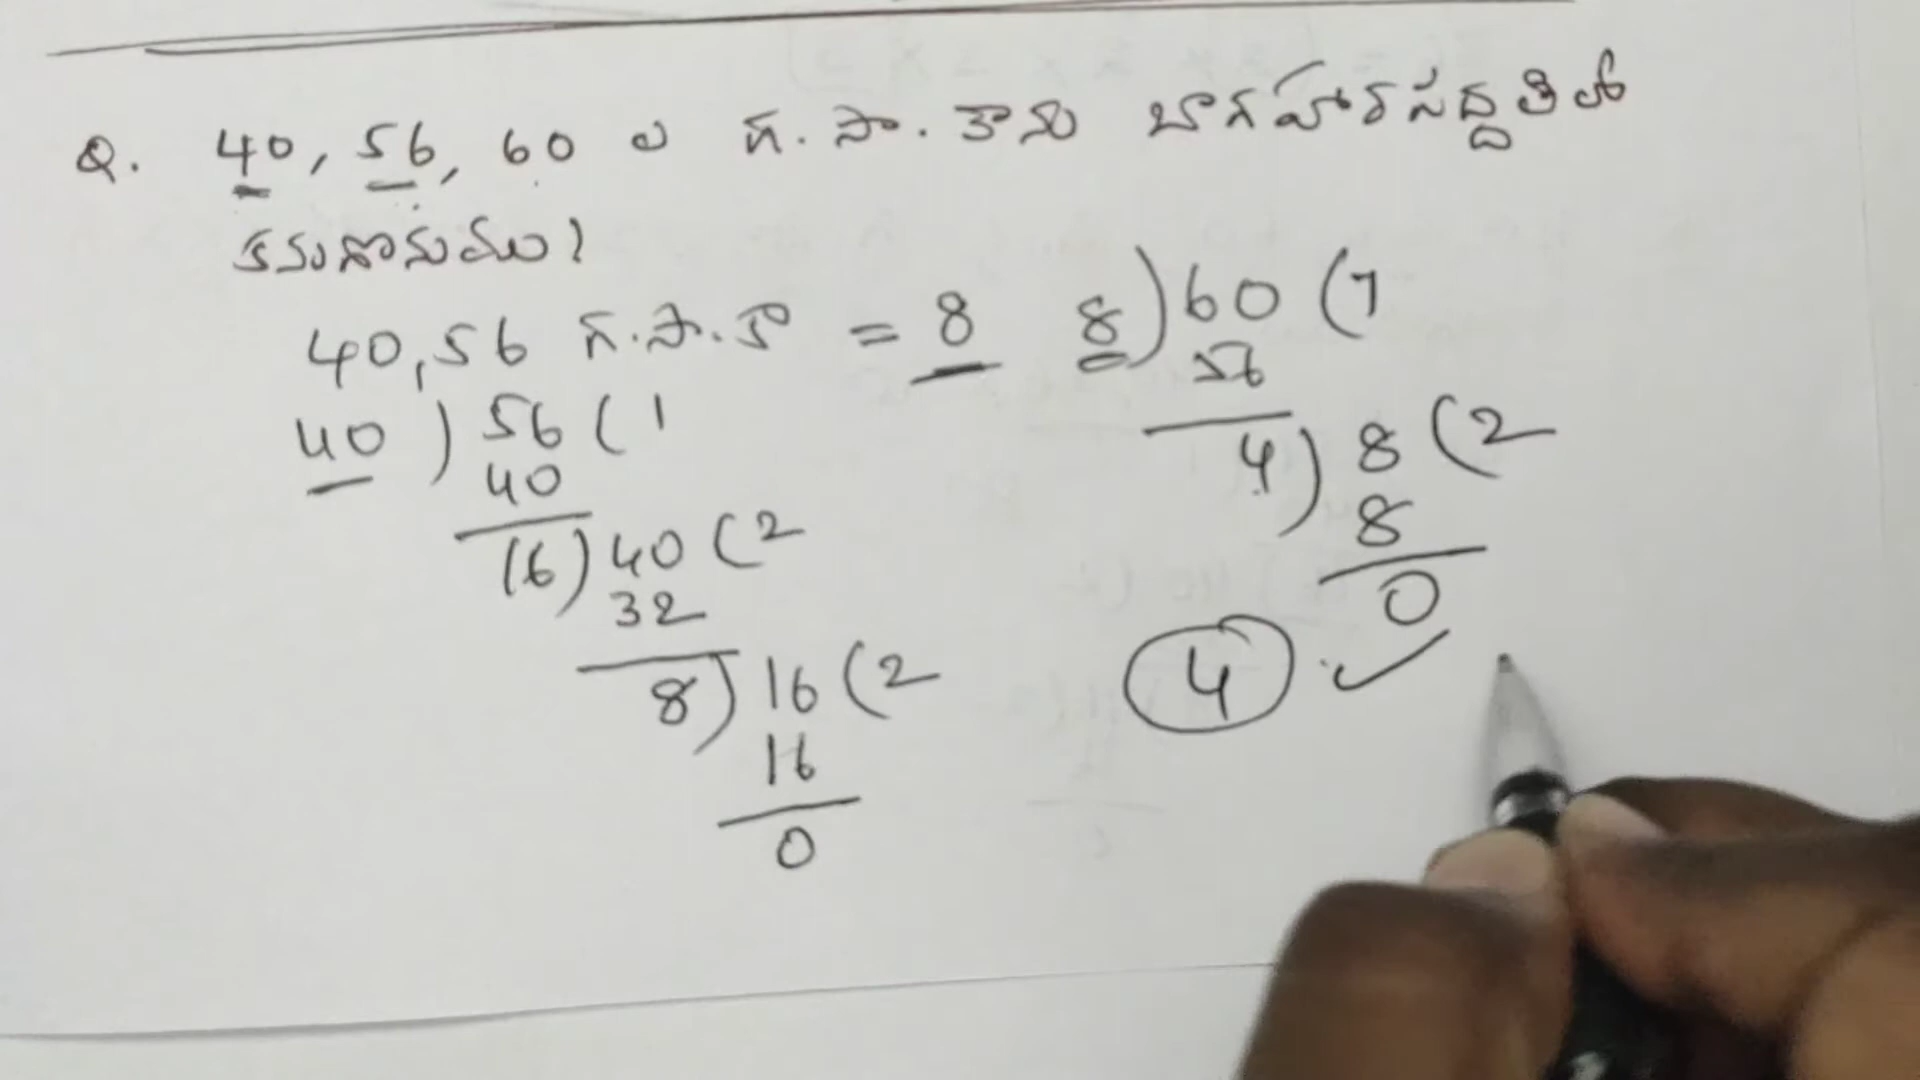 Q. 40, 56, 60 ల గ.సా.కాను బాగహారపద్ధతిలో
కనుగొనుము?
40,56 గ.సా.కా = 8
40 ) 56 ( 1
40
16 ) 40 ( 2
32
8 ) 16 ( 2
16
0
8 ) 60 ( 7
56
4 ) 8 ( 2
8
0
4 ✓